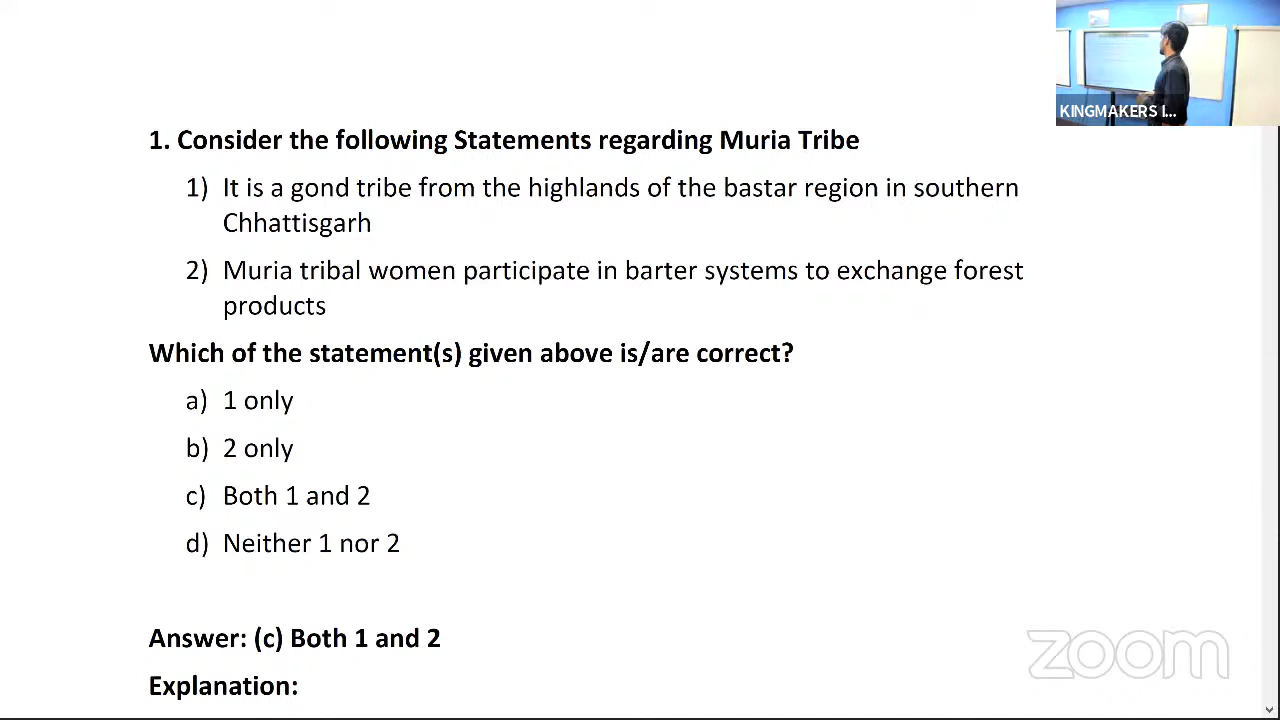 KINGMAKERS I...
1. Consider the following Statements regarding Muria Tribe
1) It is a gond tribe from the highlands of the bastar region in southern
Chhattisgarh
2) Muria tribal women participate in barter systems to exchange forest
products
Which of the statement(s) given above is/are correct?
a) 1 only
b) 2 only
c) Both 1 and 2
d) Neither 1 nor 2
Answer: (c) Both 1 and 2
zoom
Explanation: